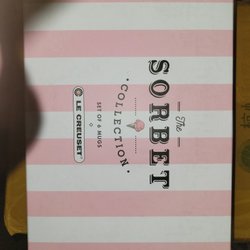 The
SORBET
• COLLECTION •
SET OF 6 MUGS
LE CREUSET